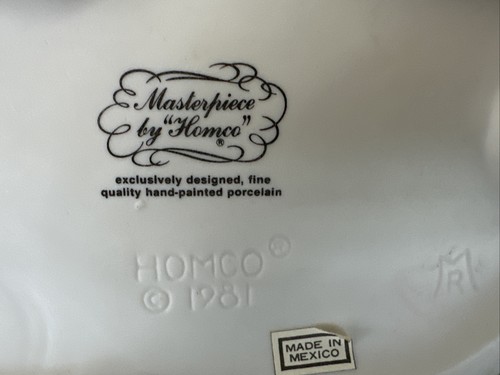 Masterpiece
by "Homco"
®
exclusively designed, fine
quality hand-painted porcelain
HOMCO ®
© 1981
MADE IN
MEXICO